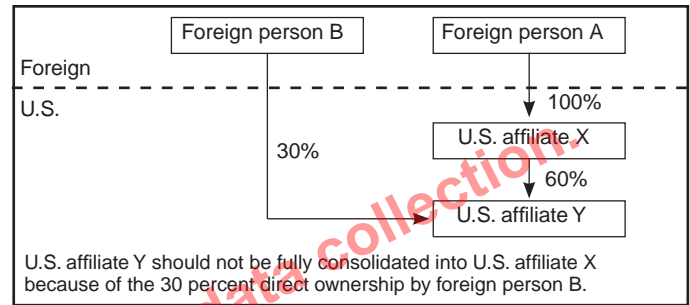 Foreign person B
Foreign person A
Foreign
U.S.
100%
U.S. affiliate X
30%
60%
U.S. affiliate Y
U.S. affiliate Y should not be fully consolidated into U.S. affiliate X
because of the 30 percent direct ownership by foreign person B.
data collection.